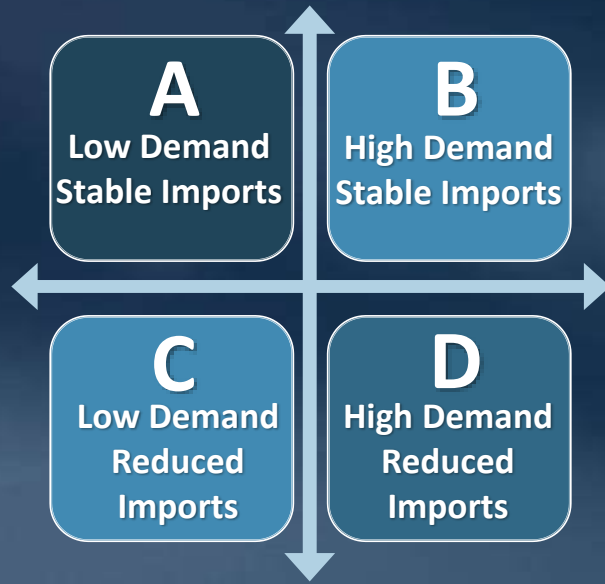 A
Low Demand
Stable Imports
B
High Demand
Stable Imports
C
Low Demand
Reduced
Imports
D
High Demand
Reduced
Imports